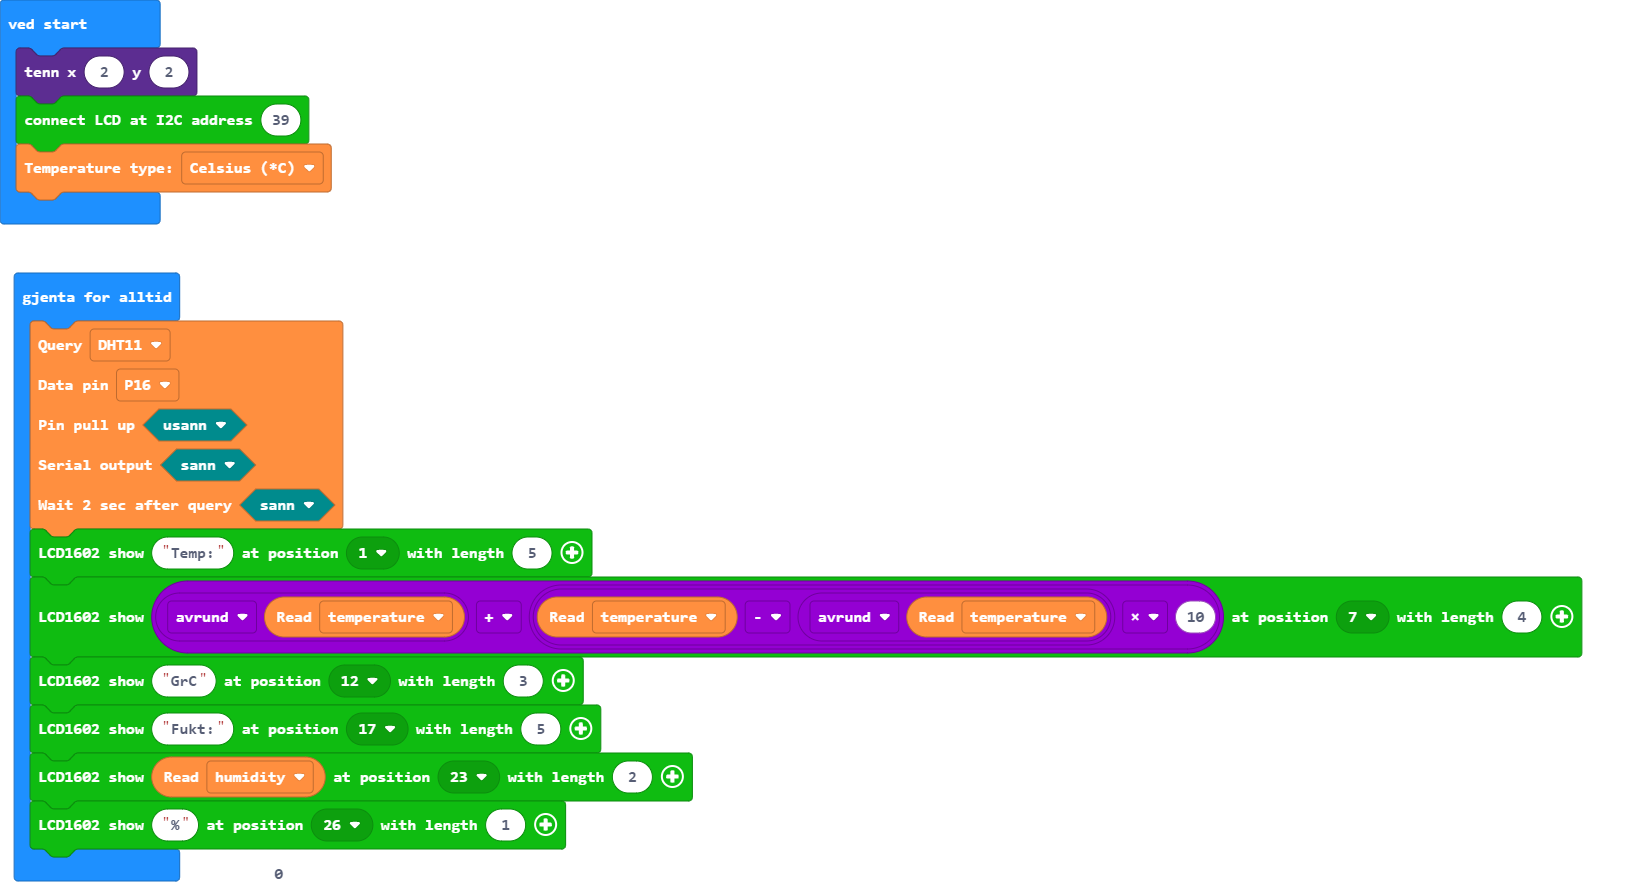 ved start
tenn x 2 y 2
connect LCD at I2C address 39
Temperature type: Celsius (*C)
gjenta for alltid
Query DHT11
Data pin P16
Pin pull up usann
Serial output sann
Wait 2 sec after query sann
LCD1602 show "Temp:" at position 1 with length 5
LCD1602 show avrund Read temperature + Read temperature - avrund Read temperature × 10 at position 7 with length 4
LCD1602 show "GrC" at position 12 with length 3
LCD1602 show "Fukt:" at position 17 with length 5
LCD1602 show Read humidity at position 23 with length 2
LCD1602 show "%" at position 26 with length 1
0